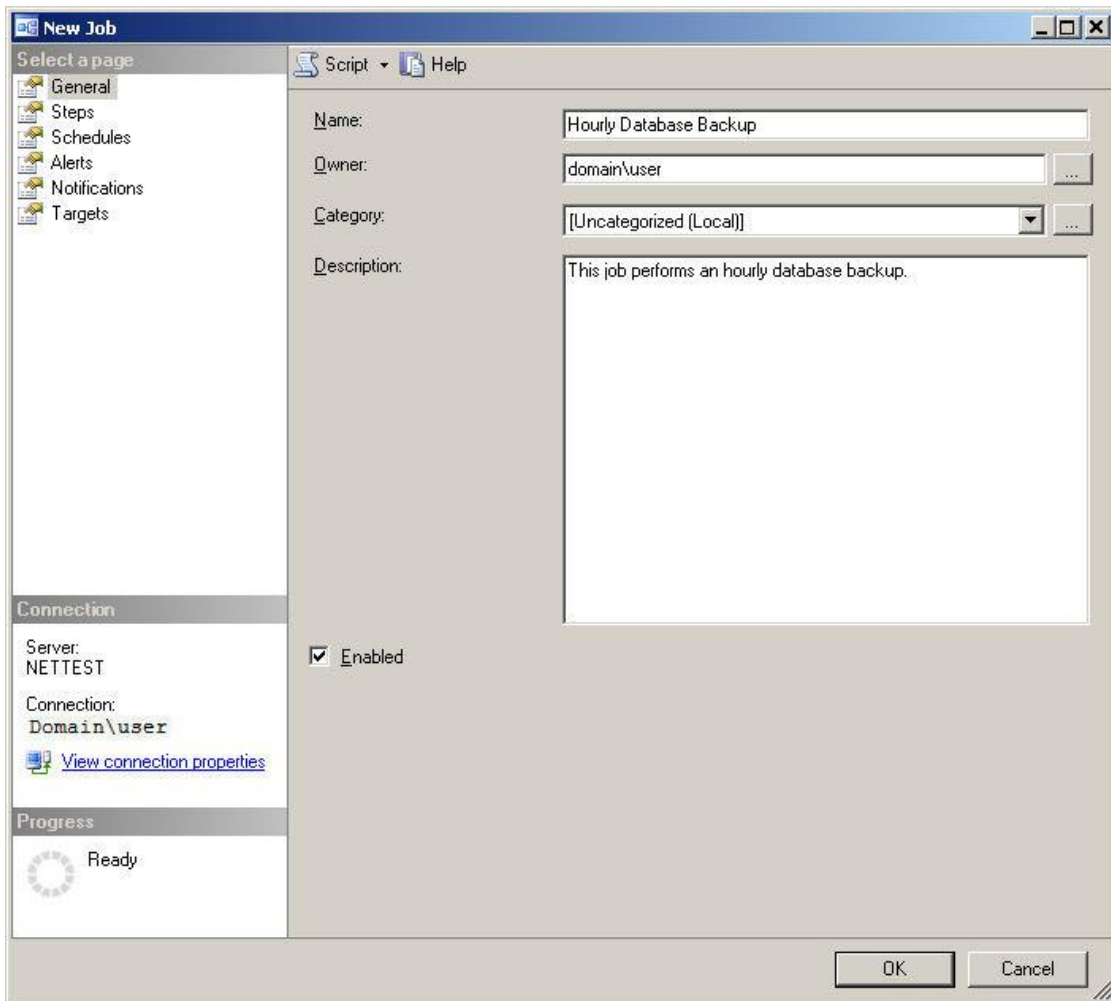 New Job
Select a page
General
Steps
Schedules
Alerts
Notifications
Targets
Connection
Server:
NETTEST
Connection:
Domain\user
View connection properties
Progress
Ready
Script
Help
Name:
Hourly Database Backup
Owner:
domain\user
...
Category:
[Uncategorized (Local)]
...
Description:
This job performs an hourly database backup.
Enabled
OK
Cancel